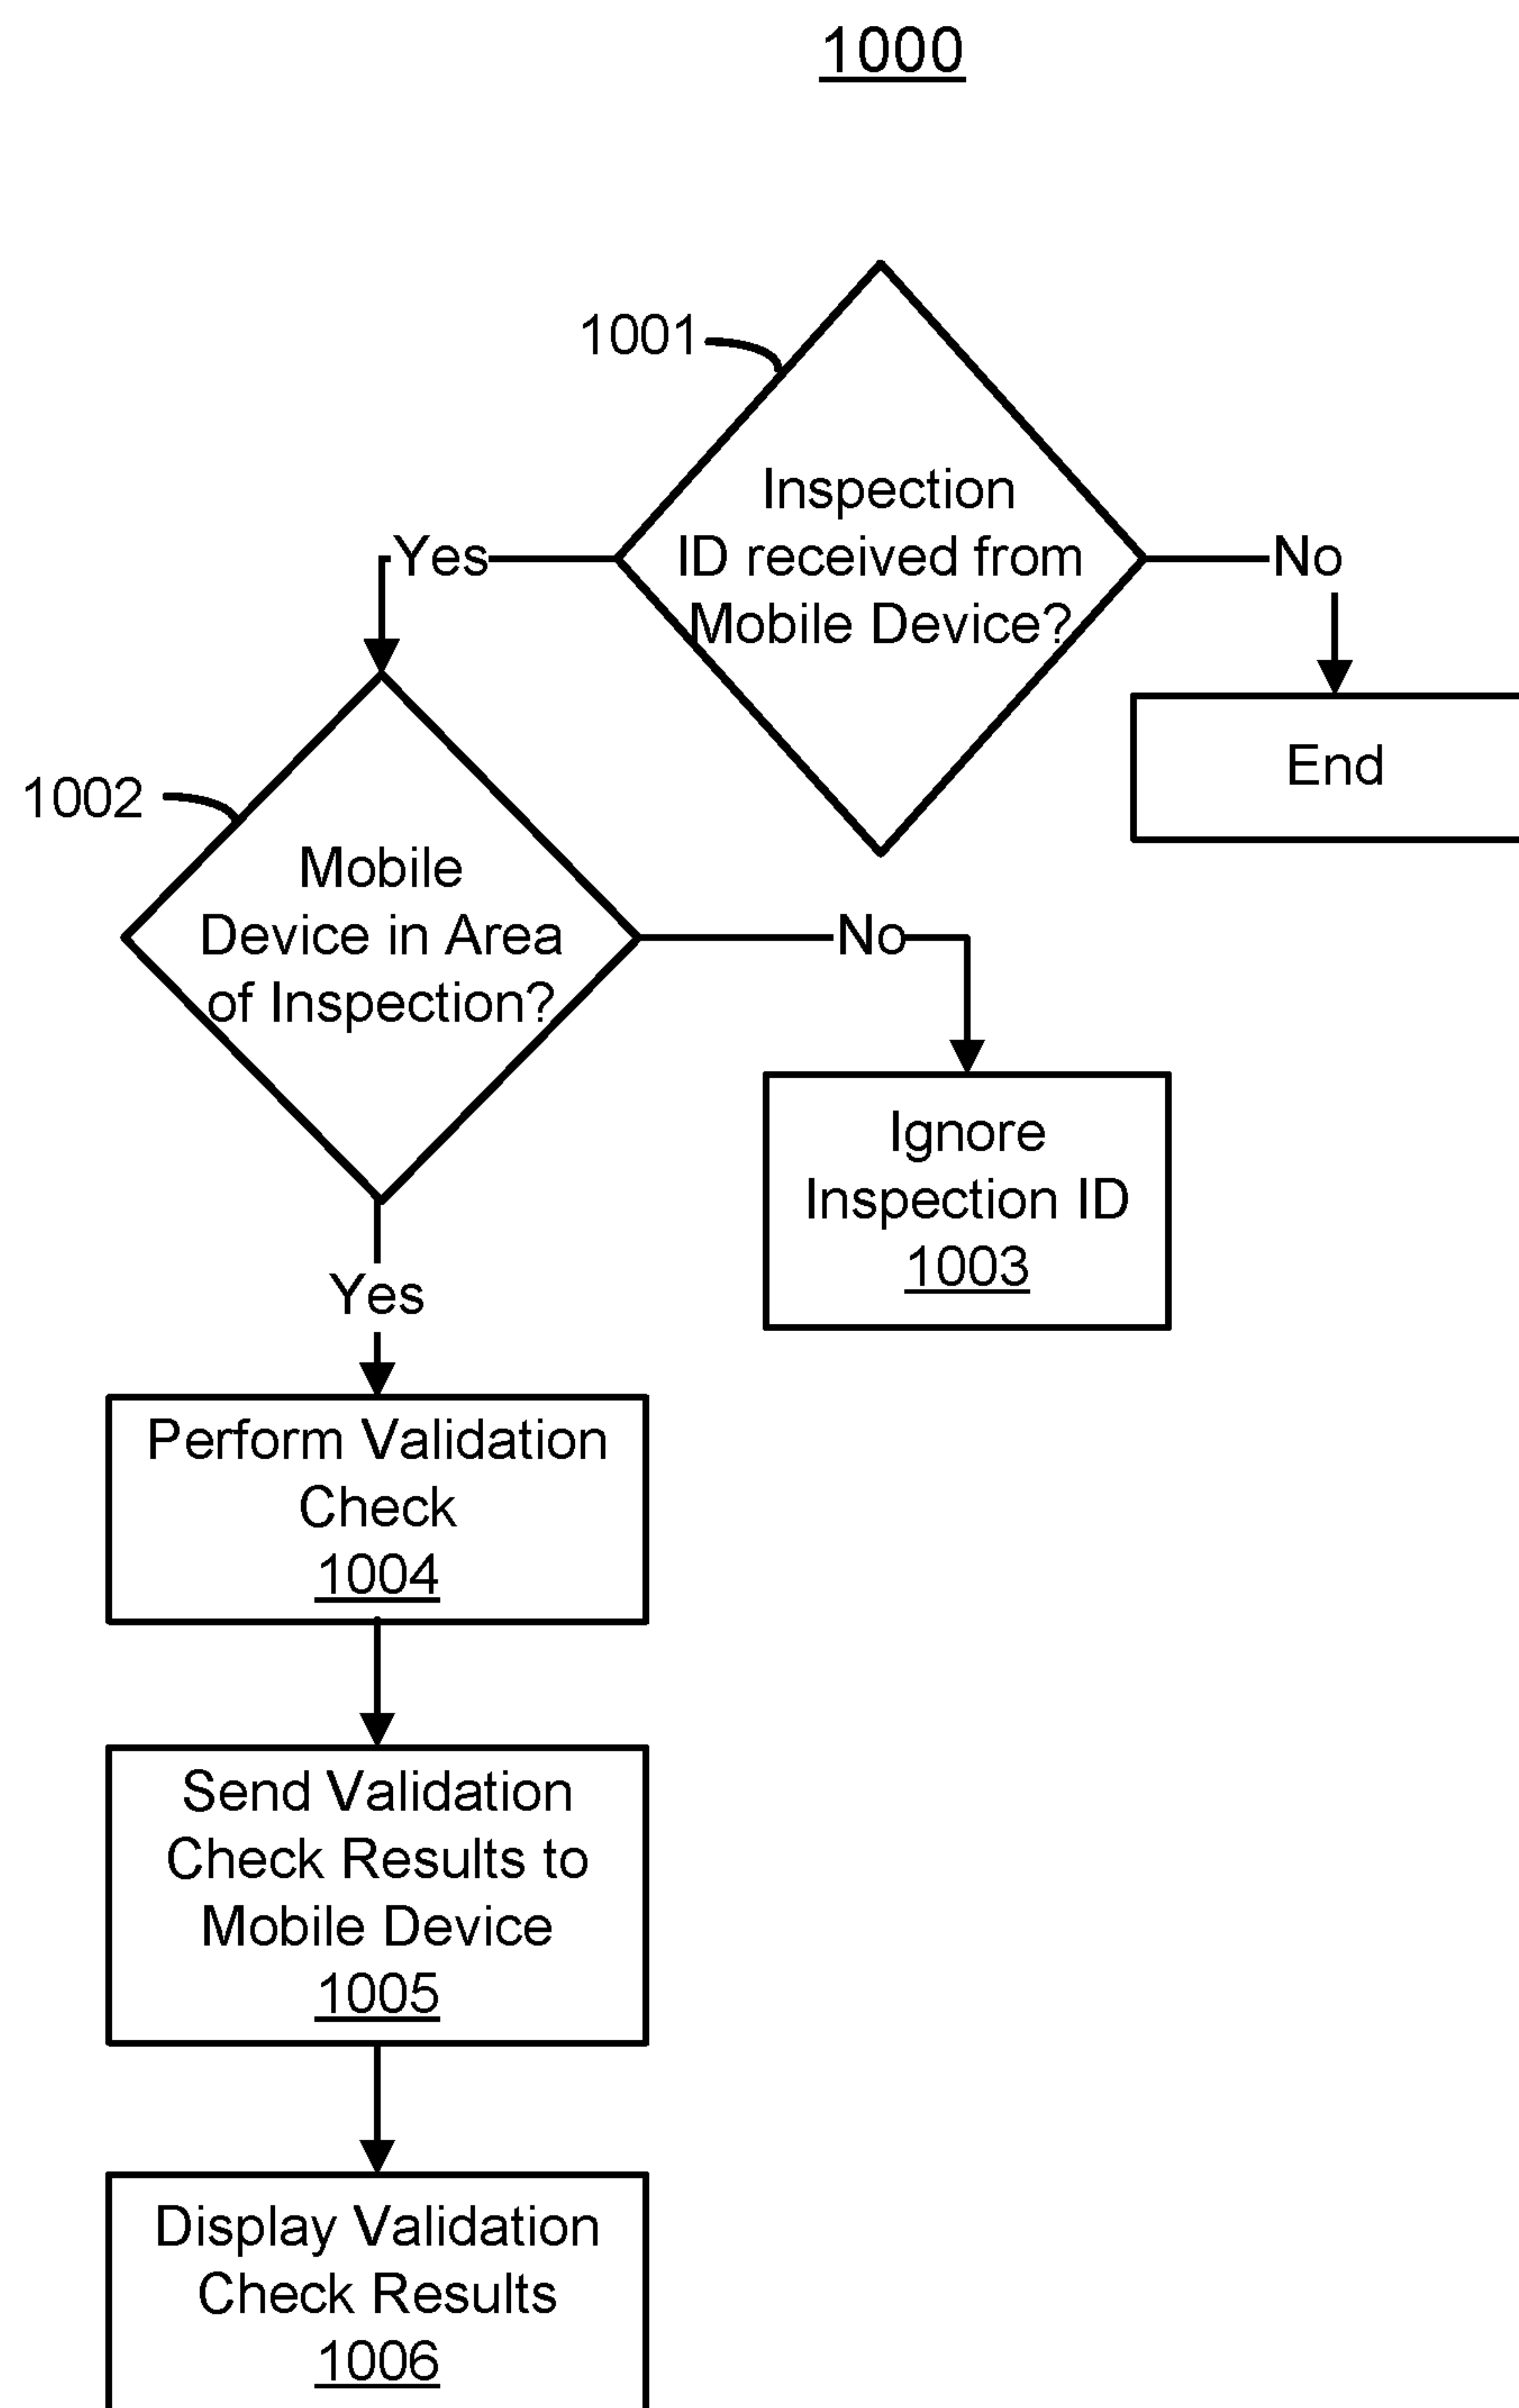 1000
1001
Inspection
ID received from
Mobile Device?
Yes
No
End
1002
Mobile
Device in Area
of Inspection?
No
Ignore
Inspection ID
1003
Yes
Perform Validation
Check
1004
Send Validation
Check Results to
Mobile Device
1005
Display Validation
Check Results
1006